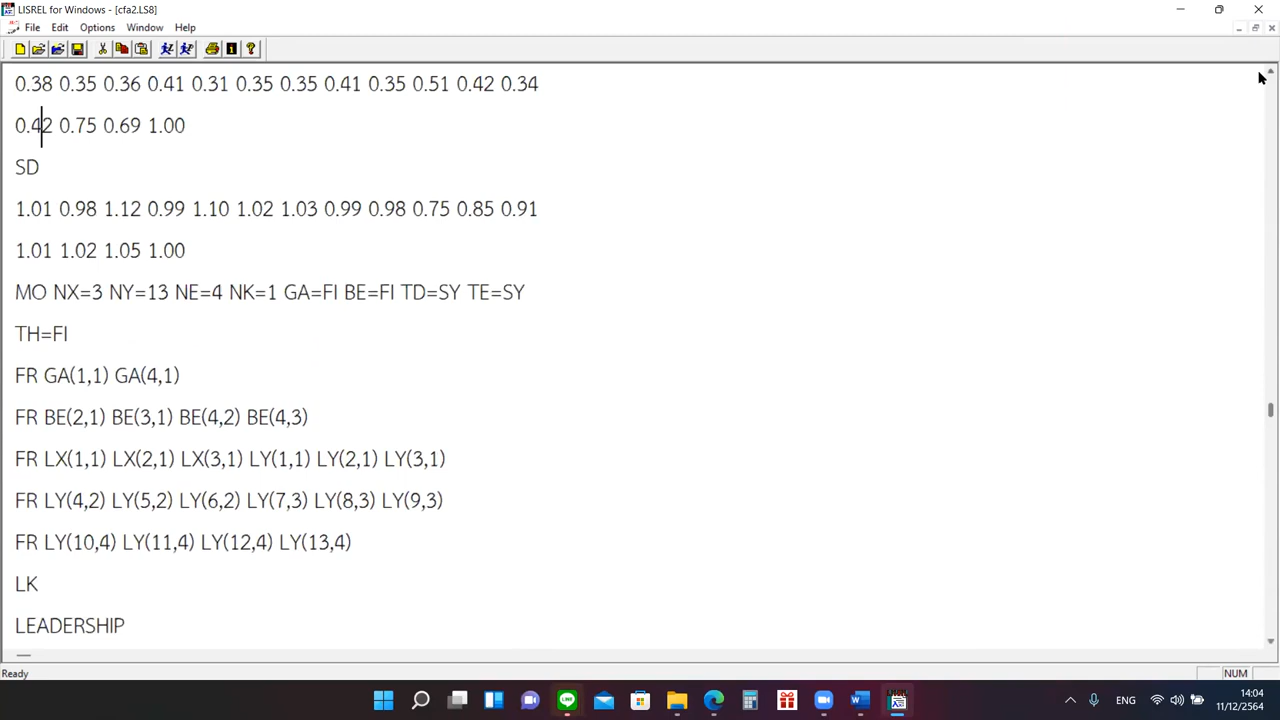 LISREL for Windows - [cfa2.LS8]
File Edit Options Window Help
0.38 0.35 0.36 0.41 0.31 0.35 0.35 0.41 0.35 0.51 0.42 0.34
0.42 0.75 0.69 1.00
SD
1.01 0.98 1.12 0.99 1.10 1.02 1.03 0.99 0.98 0.75 0.85 0.91
1.01 1.02 1.05 1.00
MO NX=3 NY=13 NE=4 NK=1 GA=FI BE=FI TD=SY TE=SY
TH=FI
FR GA(1,1) GA(4,1)
FR BE(2,1) BE(3,1) BE(4,2) BE(4,3)
FR LX(1,1) LX(2,1) LX(3,1) LY(1,1) LY(2,1) LY(3,1)
FR LY(4,2) LY(5,2) LY(6,2) LY(7,3) LY(8,3) LY(9,3)
FR LY(10,4) LY(11,4) LY(12,4) LY(13,4)
LK
LEADERSHIP
Ready NUM
ENG 14:04
11/12/2564